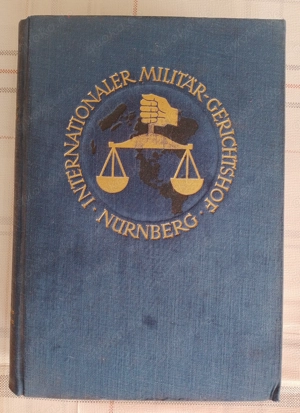 INTERNATIONALER MILITÄR-GERICHTSHOF
· NÜRNBERG ·